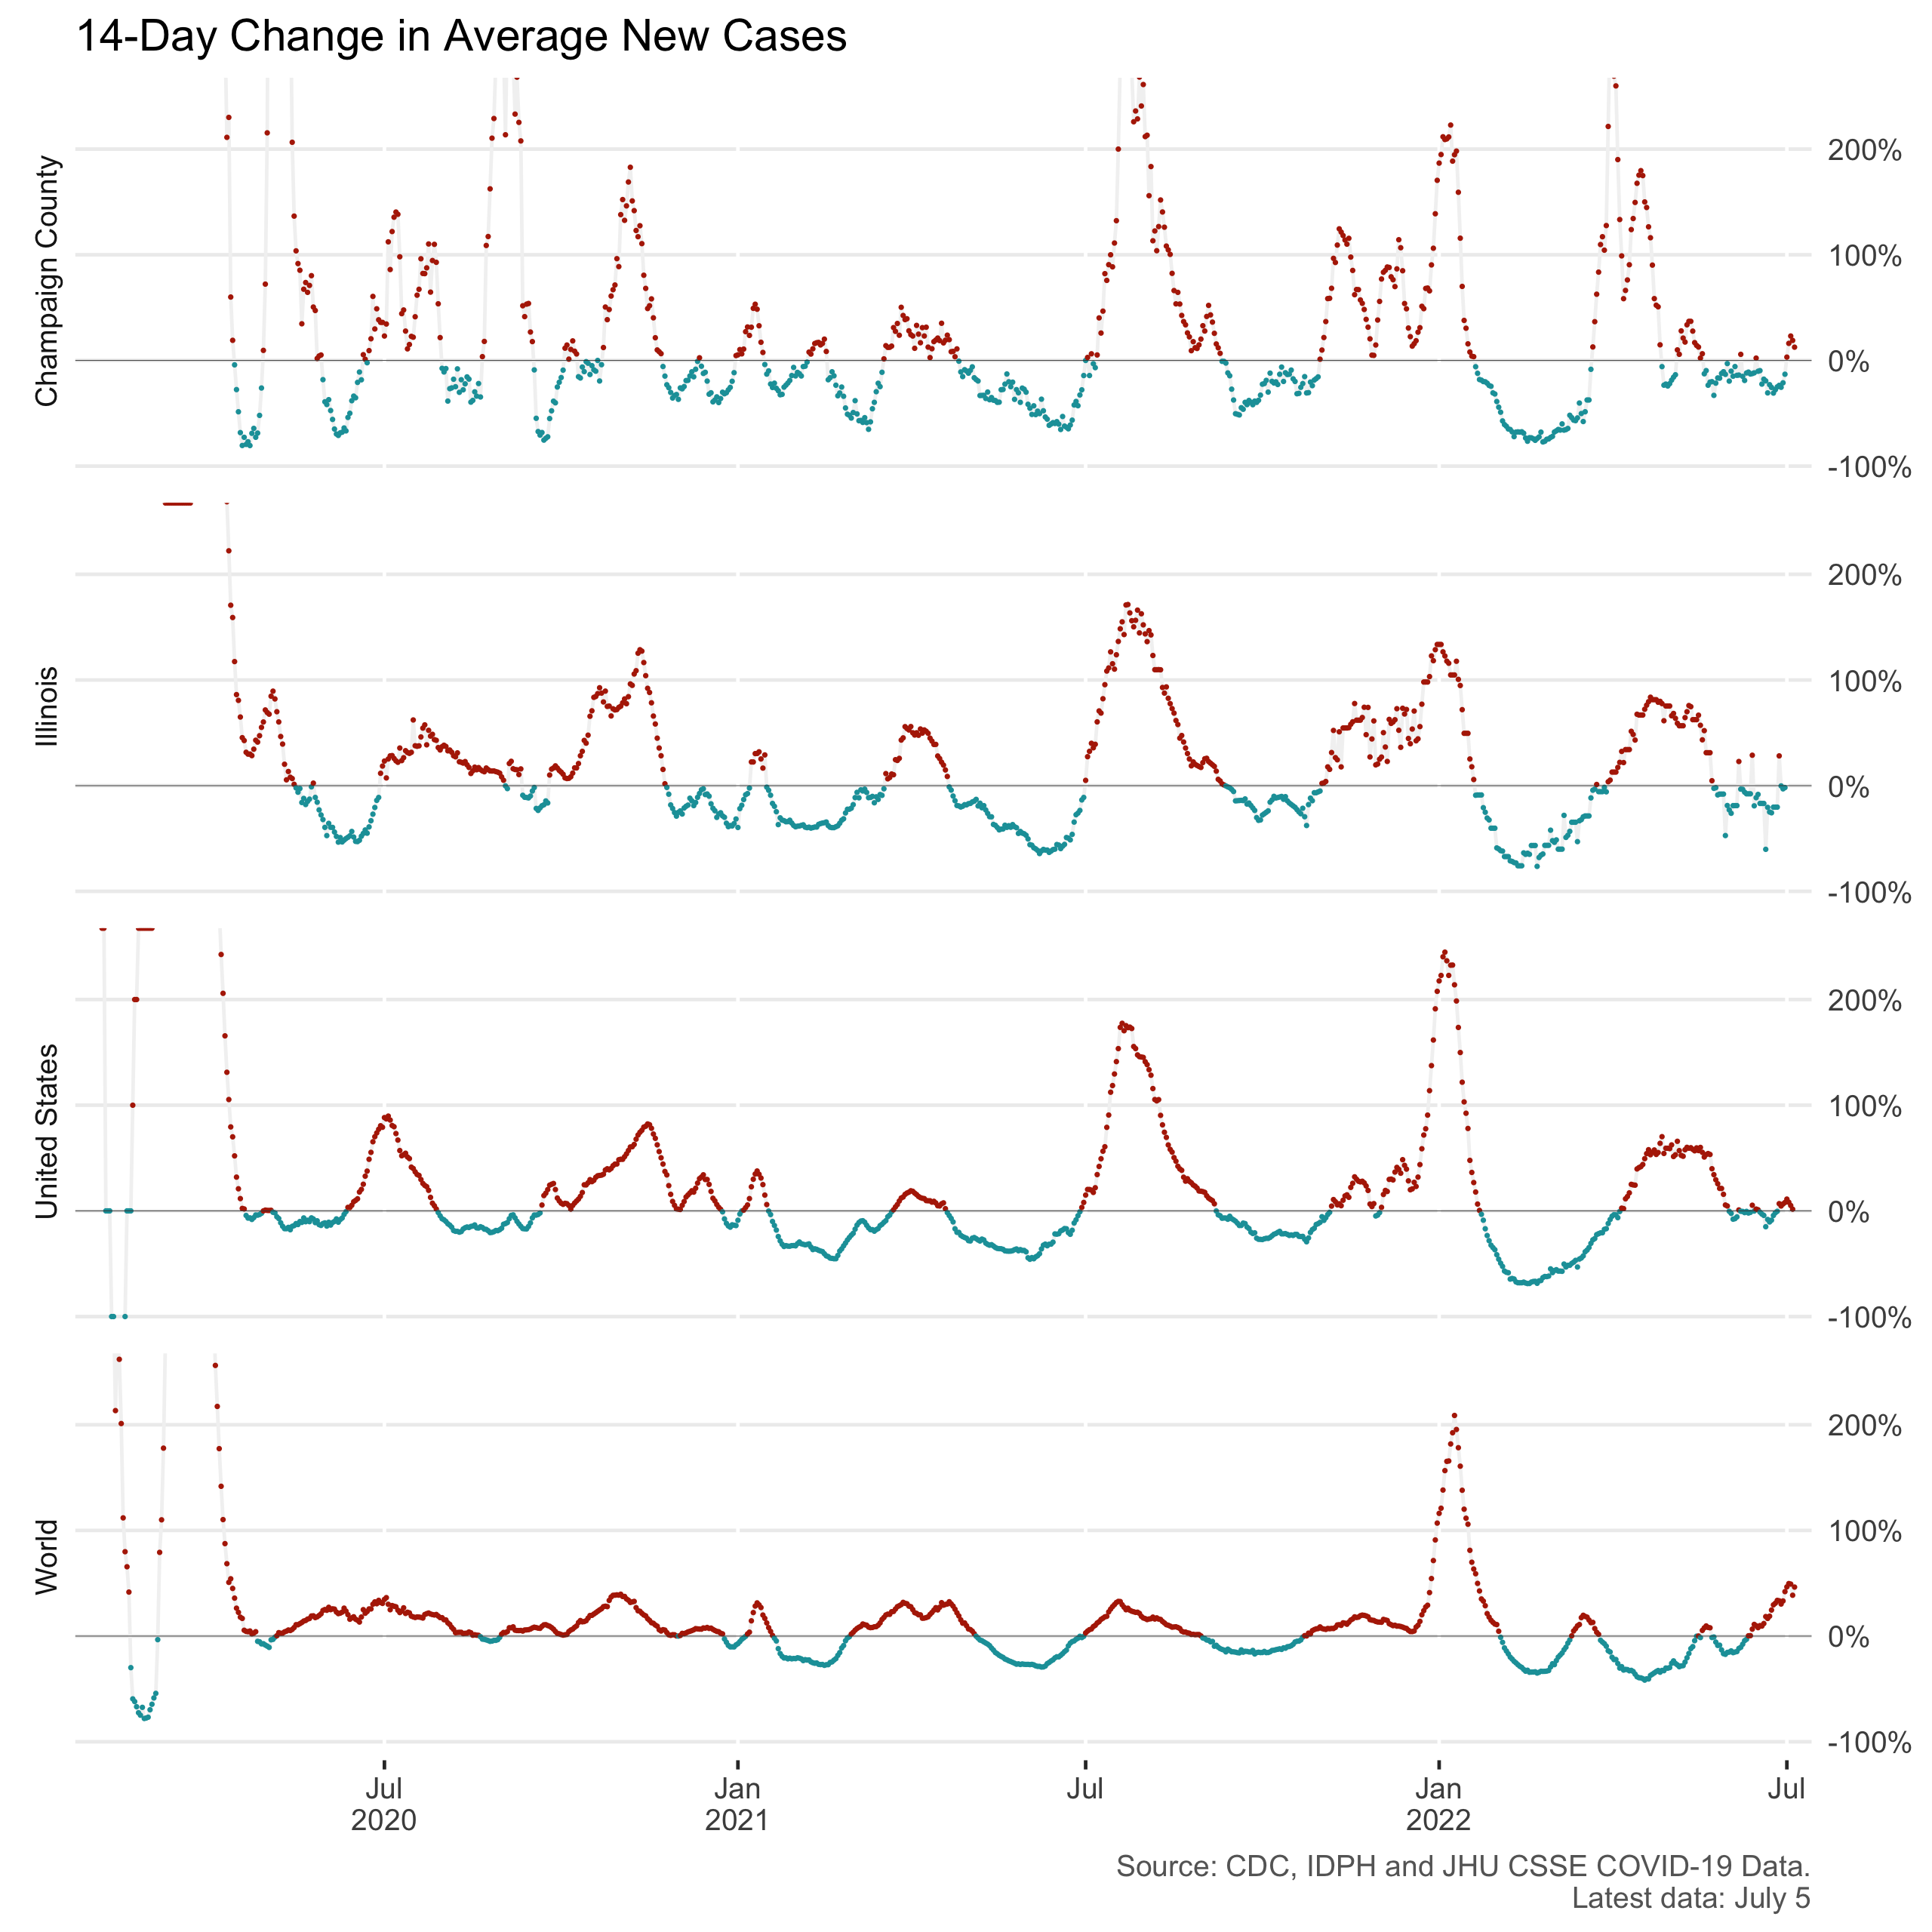 14-Day Change in Average New Cases
Champaign County
200%
100%
0%
-100%
Illinois
200%
100%
0%
-100%
United States
200%
100%
0%
-100%
World
200%
100%
0%
-100%
Jul
2020
Jan
2021
Jul
Jan
2022
Jul
Source: CDC, IDPH and JHU CSSE COVID-19 Data.
Latest data: July 5